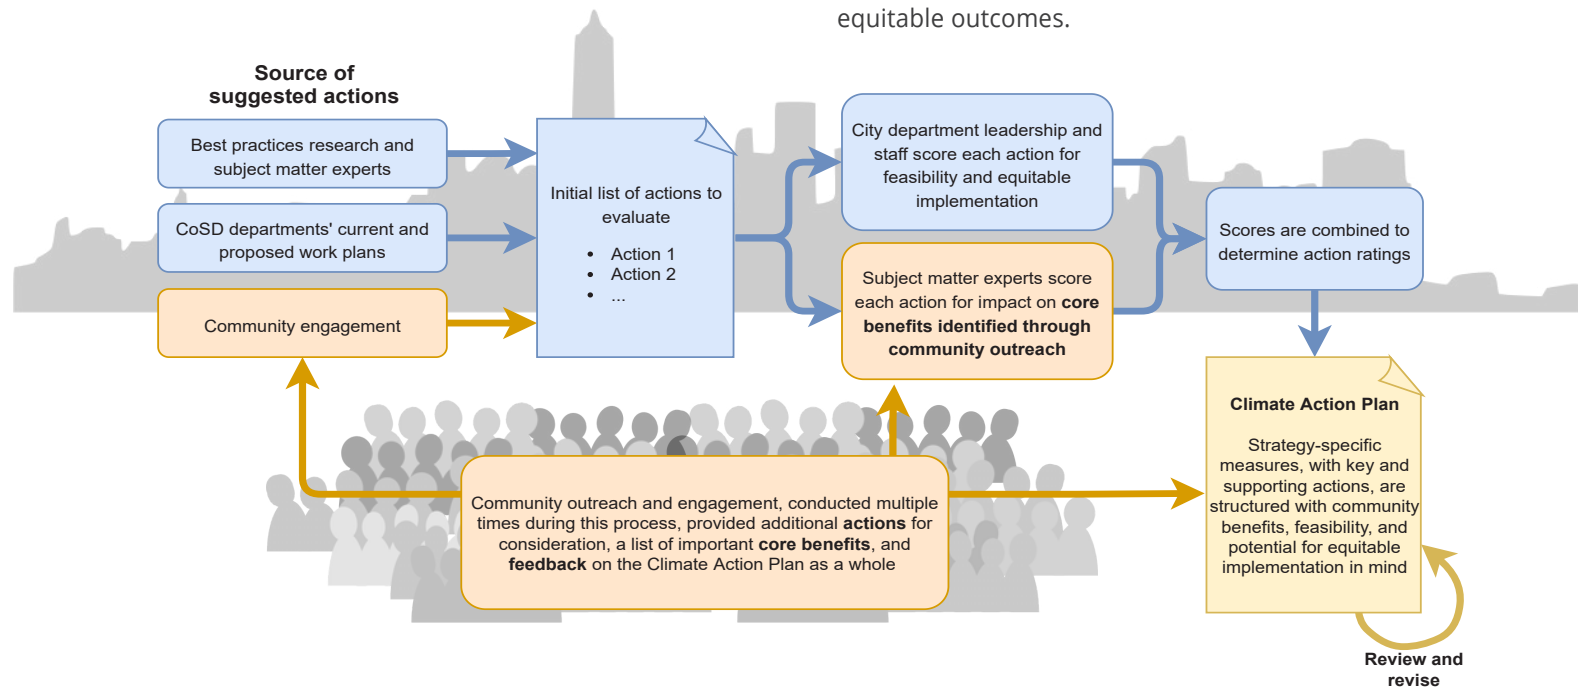 equitable outcomes.
Source of
suggested actions
Best practices research and
subject matter experts
CoSD departments' current and
proposed work plans
Community engagement
Initial list of actions to
evaluate
• Action 1
• Action 2
• ...
City department leadership and
staff score each action for
feasibility and equitable
implementation
Subject matter experts score
each action for impact on core
benefits identified through
community outreach
Scores are combined to
determine action ratings
Community outreach and engagement, conducted multiple
times during this process, provided additional actions for
consideration, a list of important core benefits, and
feedback on the Climate Action Plan as a whole
Climate Action Plan
Strategy-specific
measures, with key and
supporting actions, are
structured with community
benefits, feasibility, and
potential for equitable
implementation in mind
Review and
revise